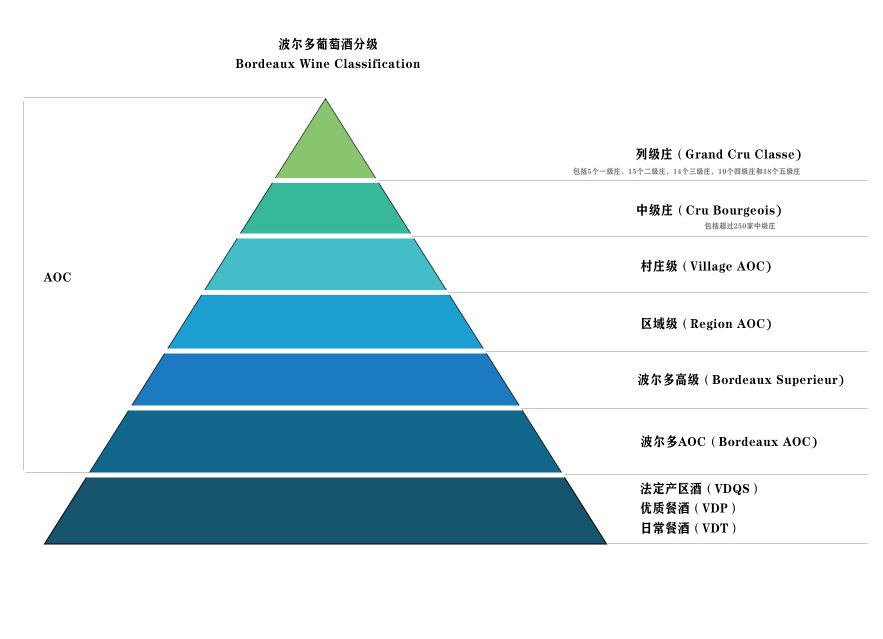 波尔多葡萄酒分级
Bordeaux Wine Classification
列级庄（Grand Cru Classe）
包括5个一级庄、15个二级庄、14个三级庄、10个四级庄和18个五级庄
中级庄（Cru Bourgeois）
包括超过250家中级庄
村庄级（Village AOC）
AOC
区域级（Region AOC）
波尔多高级（Bordeaux Superieur）
波尔多AOC（Bordeaux AOC）
法定产区酒（VDQS）
优质餐酒（VDP）
日常餐酒（VDT）